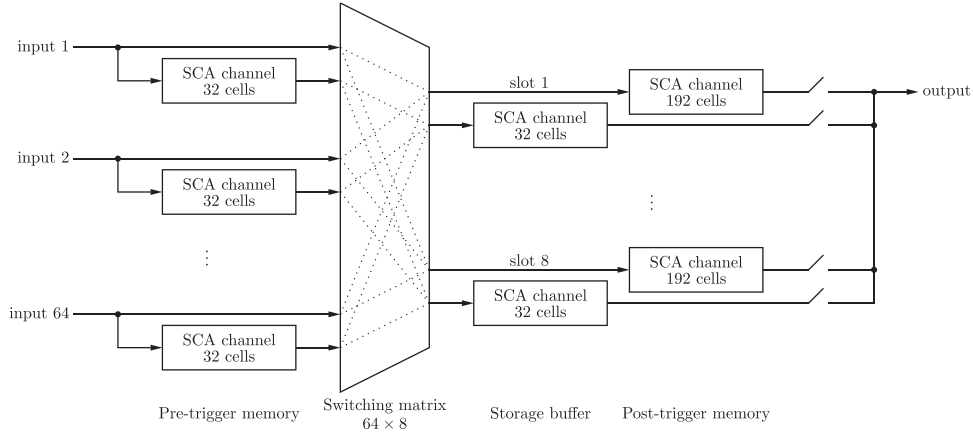 input 1
SCA channel
32 cells
input 2
SCA channel
32 cells
⋮
input 64
SCA channel
32 cells
slot 1
SCA channel
192 cells
SCA channel
32 cells
output
⋮
slot 8
SCA channel
192 cells
SCA channel
32 cells
Pre-trigger memory
Switching matrix
64 × 8
Storage buffer
Post-trigger memory